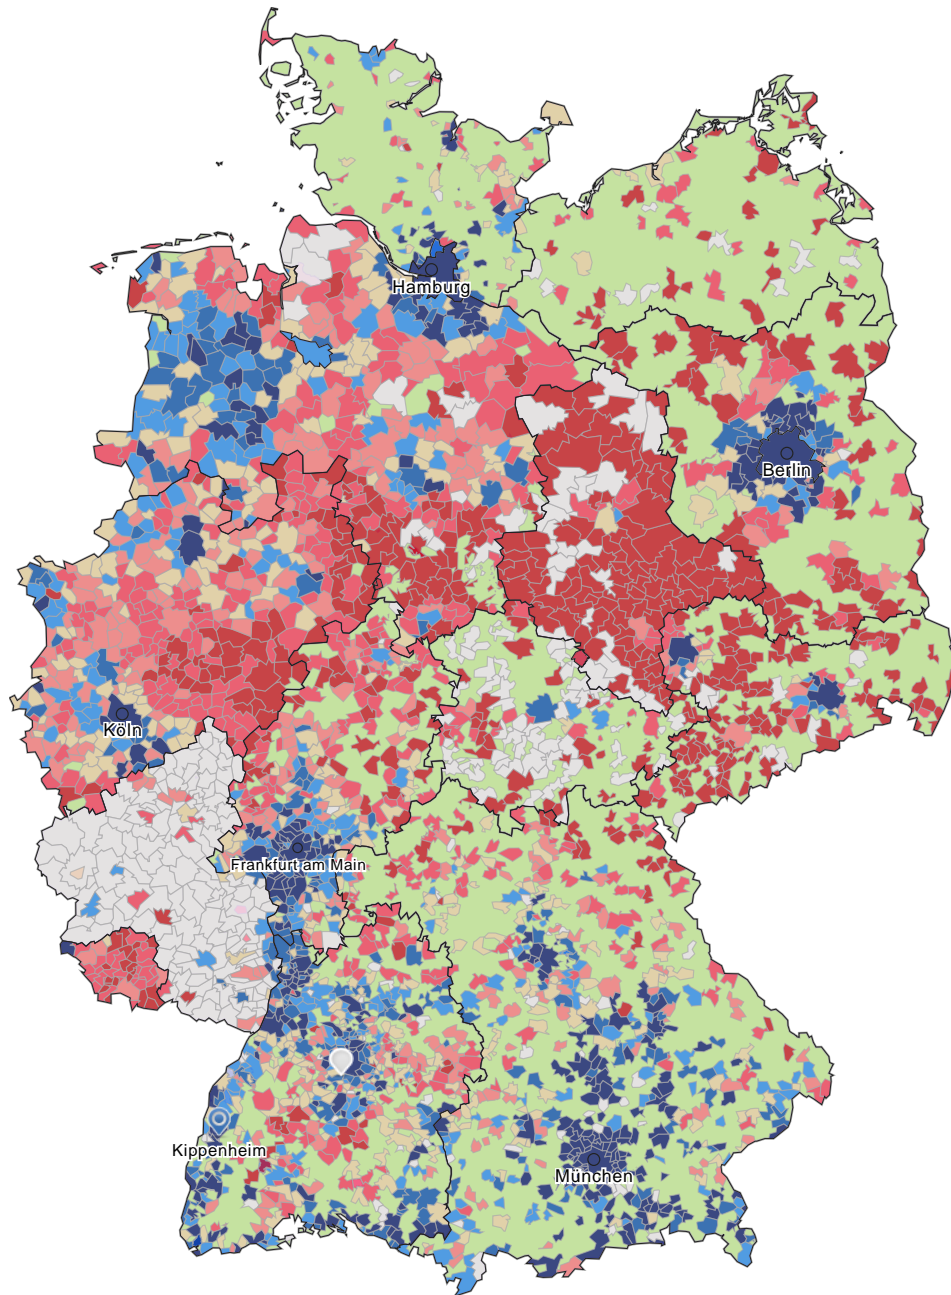 Hamburg
Berlin
Köln
Frankfurt am Main
Kippenheim
München